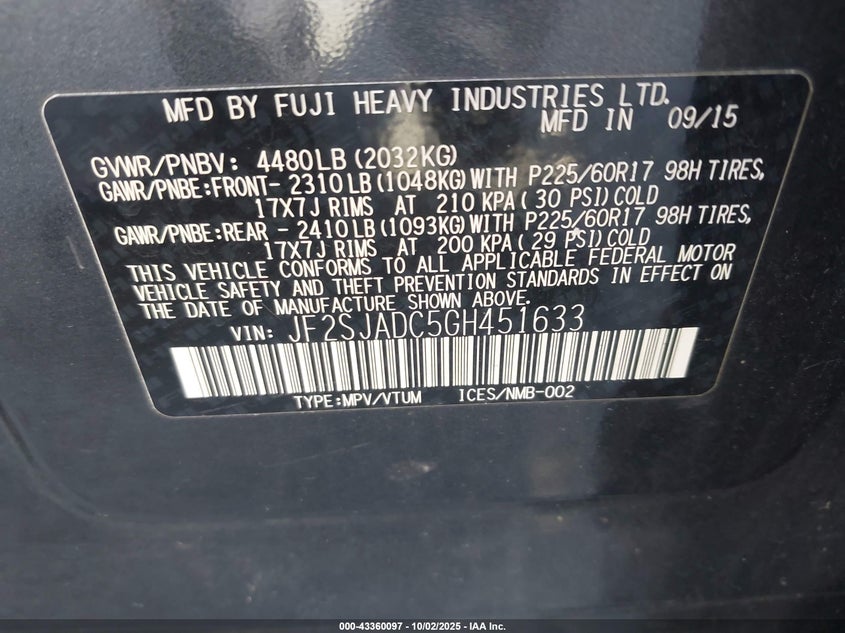 MFD BY FUJI HEAVY INDUSTRIES LTD.
MFD IN 09/15
GVWR/PNBV: 4480LB (2032KG)
GAWR/PNBE:FRONT- 2310LB (1048KG) WITH P225/60R17 98H TIRES,
17X7J RIMS AT 210 KPA ( 30 PSI) COLD
GAWR/PNBE:REAR - 2410LB (1093KG) WITH P225/60R17 98H TIRES,
17X7J RIMS AT 200 KPA ( 29 PSI) COLD
THIS VEHICLE CONFORMS TO ALL APPLICABLE FEDERAL MOTOR
VEHICLE SAFETY AND THEFT PREVENTION STANDARDS IN EFFECT ON
THE DATE OF MANUFACTURE SHOWN ABOVE.
VIN: JF2SJADC5GH451633
TYPE:MPV/VTUM ICES/NMB-002
000-43360097 - 10/02/2025 - IAA Inc.